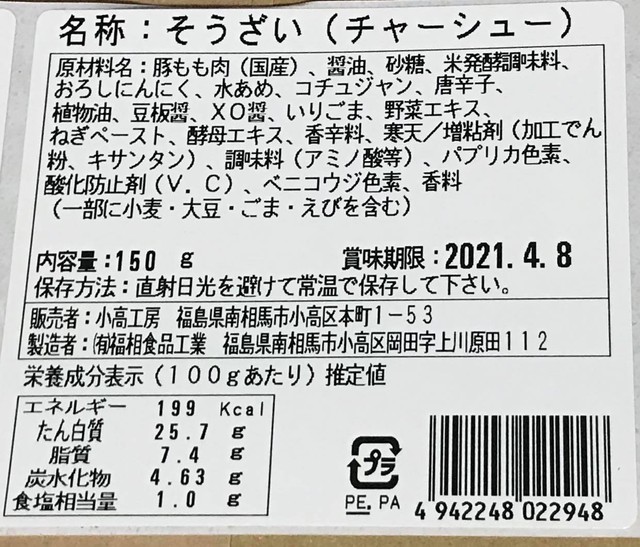 名称：そうざい（チャーシュー）
原材料名：豚もも肉（国産）、醤油、砂糖、米発酵調味料、
おろしにんにく、水あめ、コチュジャン、唐辛子、
植物油、豆板醤、XO醤、いりごま、野菜エキス、
ねぎペースト、酵母エキス、香辛料、寒天／増粘剤（加工でん
粉、キサンタン）、調味料（アミノ酸等）、パプリカ色素、
酸化防止剤（V．C）、ベニコウジ色素、香料
（一部に小麦・大豆・ごま・えびを含む）
内容量：150 g 賞味期限：2021.4.8
保存方法：直射日光を避けて常温で保存して下さい。
販売者：小高工房 福島県南相馬市小高区本町1－53
製造者：㈲福相食品工業 福島県南相馬市小高区岡田字上川原田112
栄養成分表示（100gあたり）推定値
エネルギー 199 Kcal
たん白質 25.7 g
脂質 7.4 g
炭水化物 4.63 g
食塩相当量 1.0 g
プラ
PE, PA
4 942248 022948